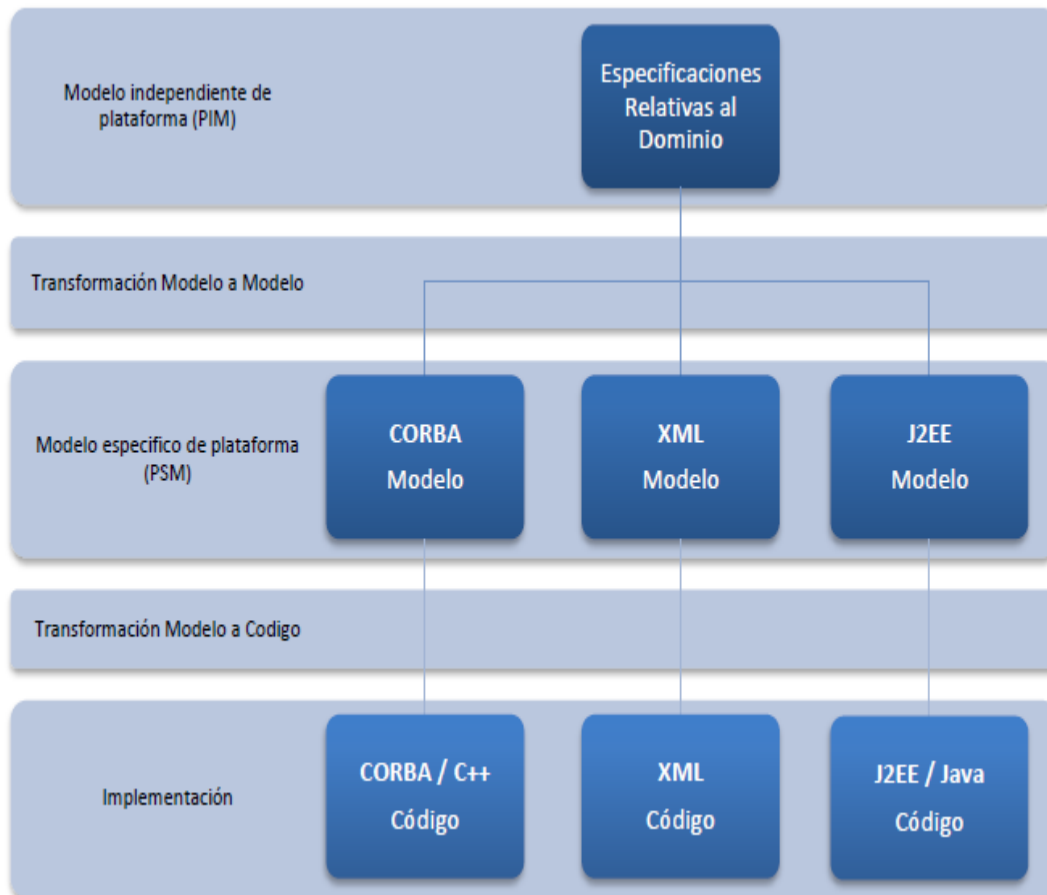 Modelo independiente de
plataforma (PIM)
Especificaciones
Relativas al
Dominio
Transformación Modelo a Modelo
Modelo especifico de plataforma
(PSM)
CORBA
Modelo
XML
Modelo
J2EE
Modelo
Transformación Modelo a Codigo
Implementación
CORBA / C++
Código
XML
Código
J2EE / Java
Código